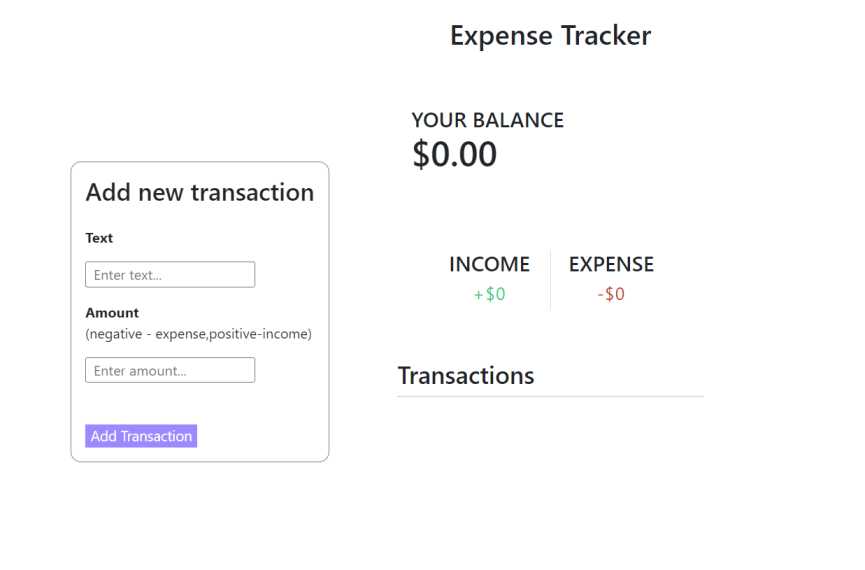 Expense Tracker
YOUR BALANCE
$0.00
Add new transaction
Text
Enter text...
Amount
(negative - expense,positive-income)
Enter amount...
Add Transaction
INCOME
+$0
EXPENSE
-$0
Transactions